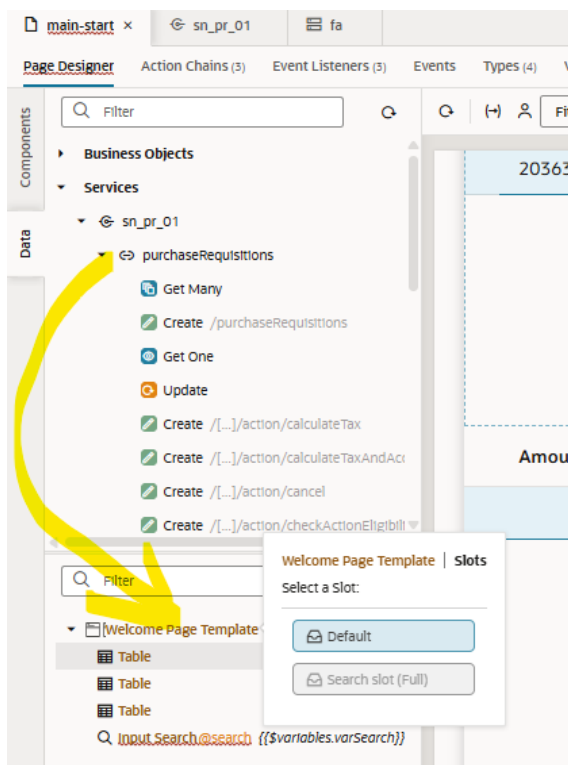 main-start ×
sn_pr_01
fa
Page Designer
Action Chains (3)
Event Listeners (3)
Events
Types (4)
Components
Data
Filter
Fi
Business Objects
Services
sn_pr_01
purchaseRequisitions
Get Many
Create /purchaseRequisitions
Get One
Update
Create /[...]/action/calculateTax
Create /[...]/action/calculateTaxAndAcc
Create /[...]/action/cancel
Create /[...]/action/checkActionEligibili
20363
Amou
Filter
Welcome Page Template
Table
Table
Table
Input Search @search {{$variables.varSearch}}
Welcome Page Template | Slots
Select a Slot:
Default
Search slot (Full)